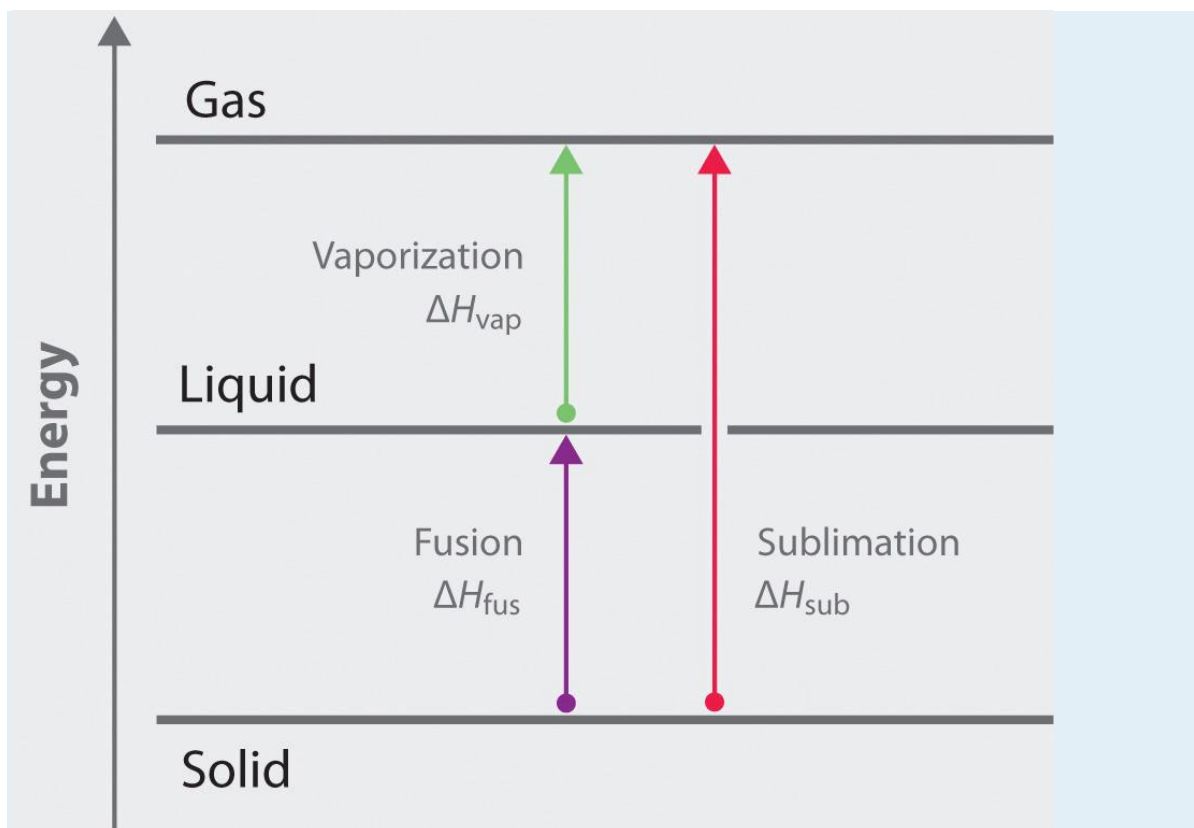 Gas
Vaporization
ΔHvap
Liquid
Energy
Fusion
ΔHfus
Sublimation
ΔHsub
Solid